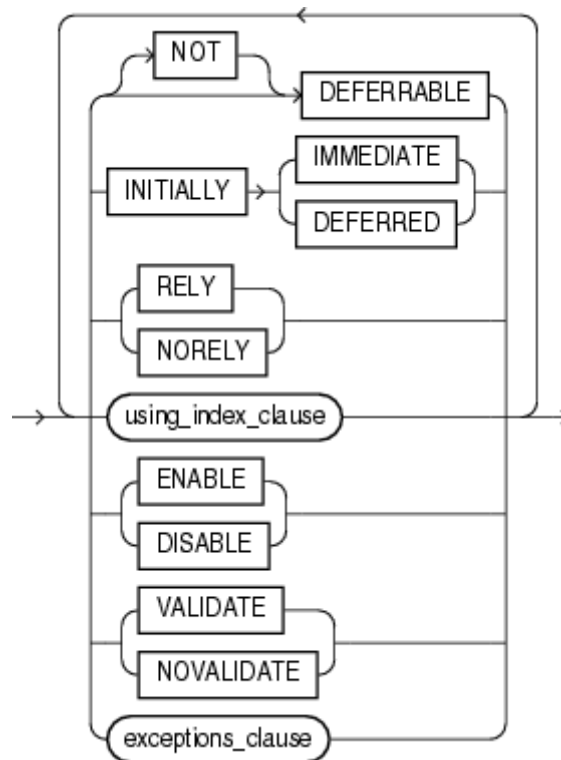 NOT
DEFERRABLE
IMMEDIATE
INITIALLY
DEFERRED
RELY
NORELY
using_index_clause
ENABLE
DISABLE
VALIDATE
NOVALIDATE
exceptions_clause